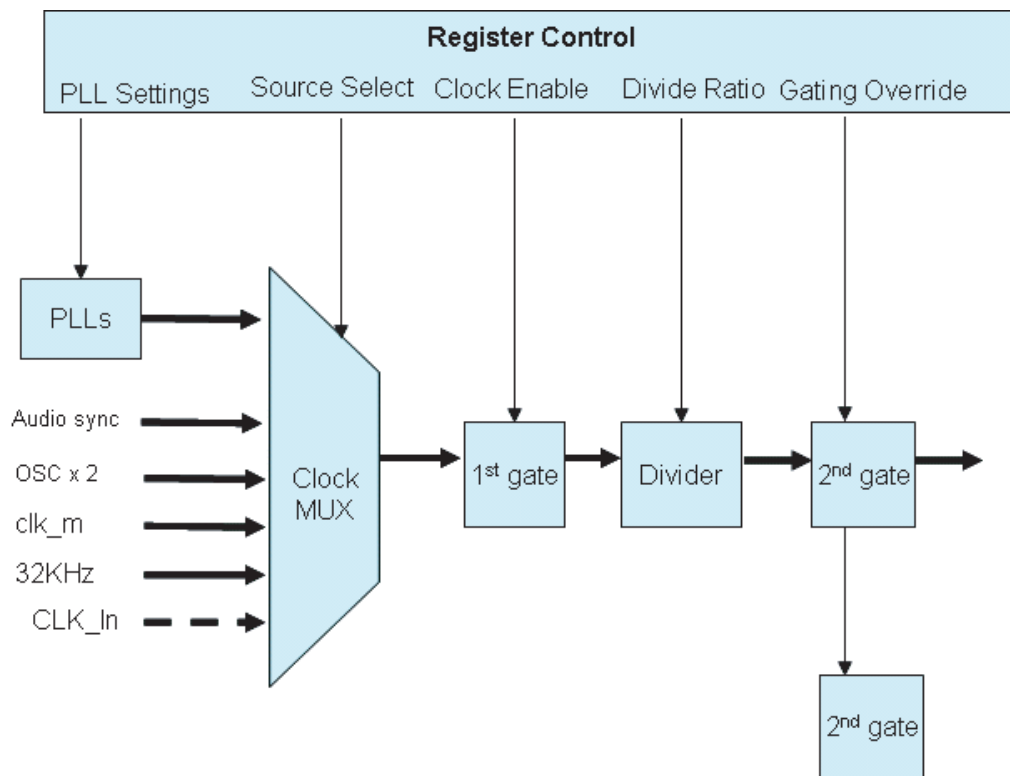 Register Control
PLL Settings Source Select Clock Enable Divide Ratio Gating Override
PLLs
Audio sync
OSC x 2
clk_m
32KHz
CLK_In
Clock
MUX
1st gate
Divider
2nd gate
2nd gate